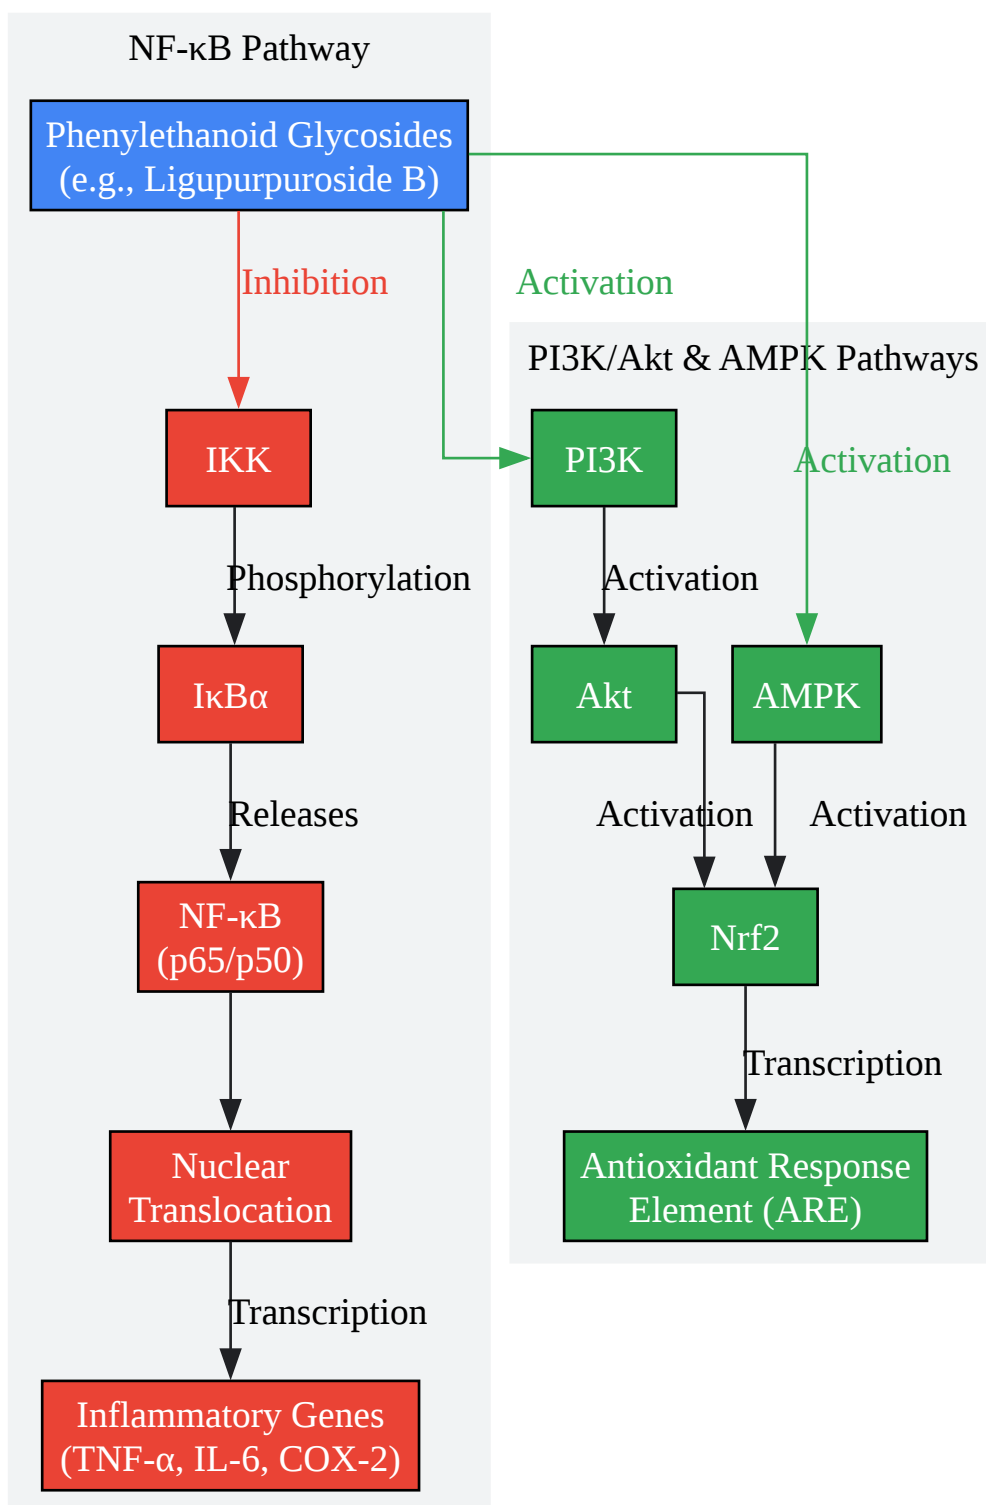 NF-κB Pathway
Phenylethanoid Glycosides
(e.g., Ligupurpuroside B)
Inhibition
Activation
PI3K/Akt & AMPK Pathways
IKK
PI3K
Activation
Phosphorylation
Activation
IκBα
Akt
AMPK
Releases
Activation
Activation
NF-κB
(p65/p50)
Nrf2
Transcription
Nuclear
Translocation
Antioxidant Response
Element (ARE)
Transcription
Inflammatory Genes
(TNF-α, IL-6, COX-2)